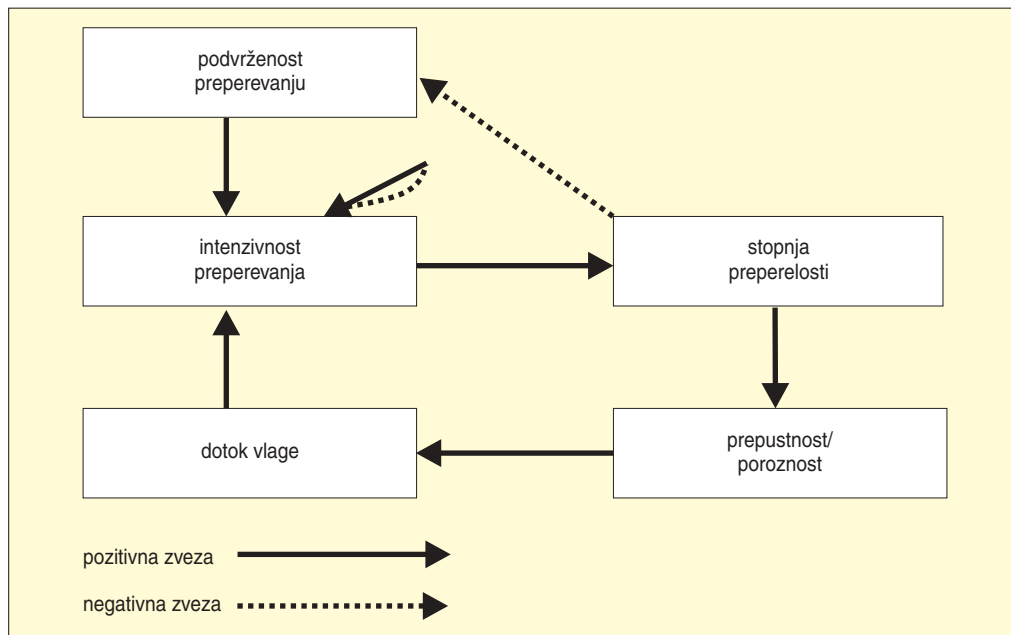 podvrženost
preperevanju
intenzivnost
preperevanja
stopnja
preperelosti
dotok vlage
prepustnost/
poroznost
pozitivna zveza
negativna zveza